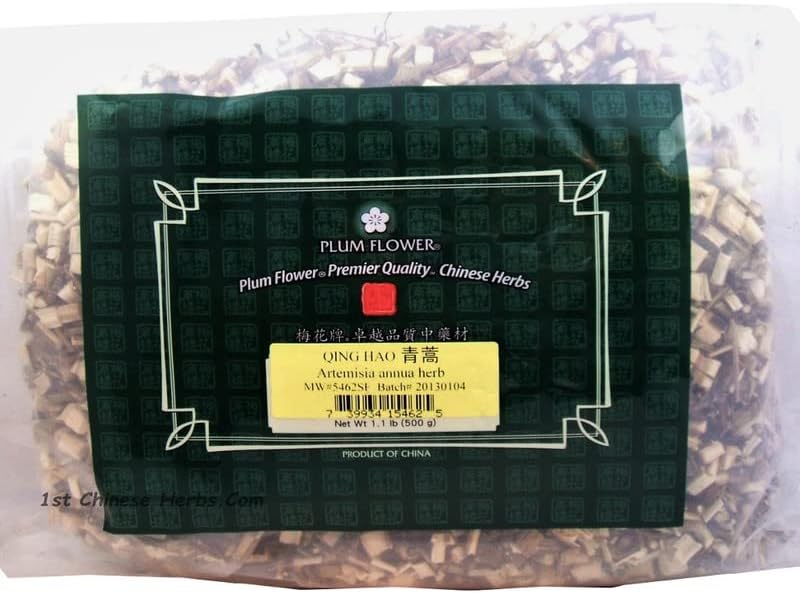 PLUM FLOWER®
Plum Flower® Premier Quality™ Chinese Herbs
梅花牌®卓越品質中藥材
QING HAO 青蒿
Artemisia annua herb
MW#5462SF Batch# 20130104
7 39934 15462 5
Net Wt 1.1 lb (500 g)
PRODUCT OF CHINA
1st Chinese Herbs.Com